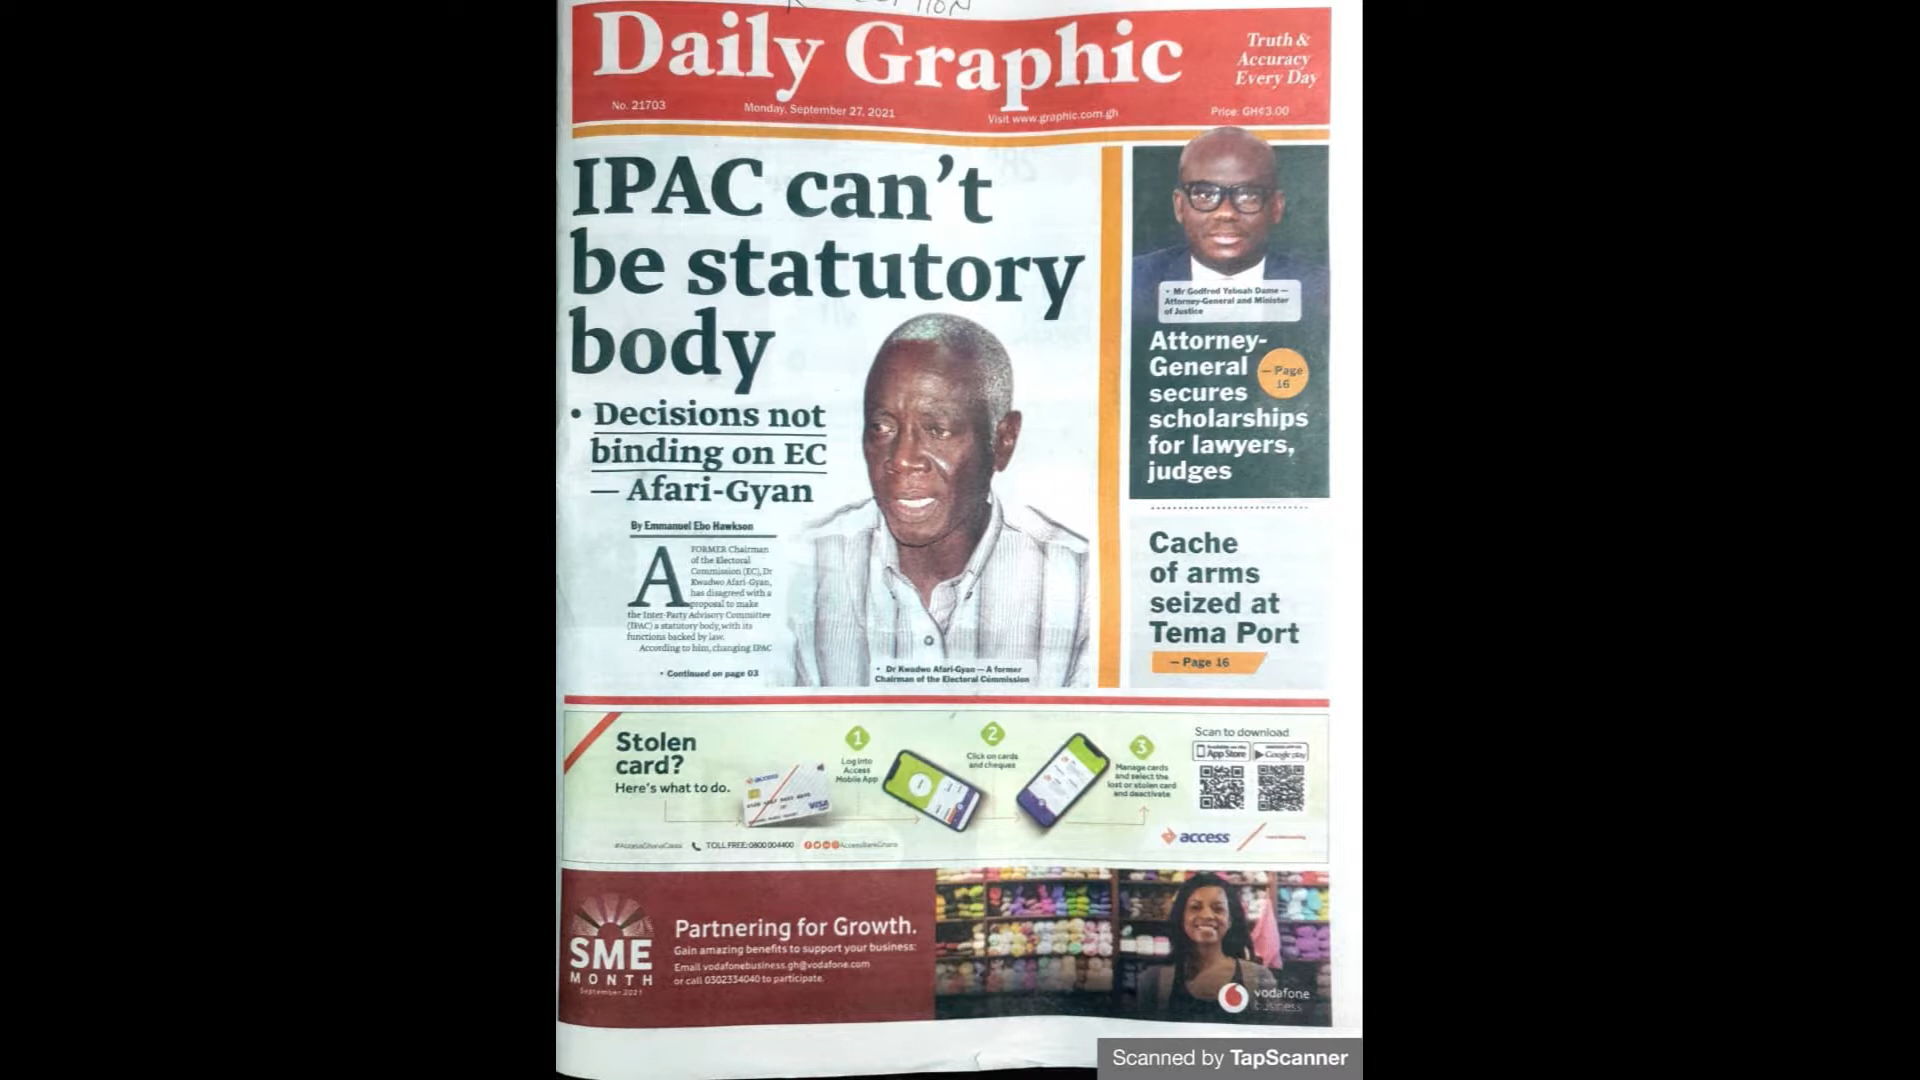 Daily Graphic
Truth &
Accuracy
Every Day
No. 21703
Monday, September 27, 2021
Visit www.graphic.com.gh
Price: GH¢3.00
IPAC can't
be statutory
body
• Decisions not
binding on EC
— Afari-Gyan
By Emmanuel Ebo Hawkson
A FORMER Chairman
of the Electoral
Commission (EC), Dr
Kwadwo Afari-Gyan,
has disagreed with a
proposal to make
the Inter-Party Advisory Committee
(IPAC) a statutory body, with its
functions backed by law.
According to him, changing IPAC
• Continued on page 03
• Dr Kwadwo Afari-Gyan — A former
Chairman of the Electoral Commission
• Mr Godfred Yeboah Dame —
Attorney-General and Minister
of Justice
Attorney-
General
secures
scholarships
for lawyers,
judges
— Page
16
Cache
of arms
seized at
Tema Port
— Page 16
Stolen
card?
Here's what to do.
access
VISA
1
Log into
Access
Mobile App
2
Click on cards
and cheques
3
Manage cards
and select the
lost or stolen card
and deactivate
Scan to download
App Store
Google play
TOLL FREE: 0800 004400
AccessBankGhana
access
SME
MONTH
September 2021
Partnering for Growth.
Gain amazing benefits to support your business:
Email vodafonebusiness.gh@vodafone.com
or call 0302334040 to participate.
vodafone
business
Scanned by TapScanner